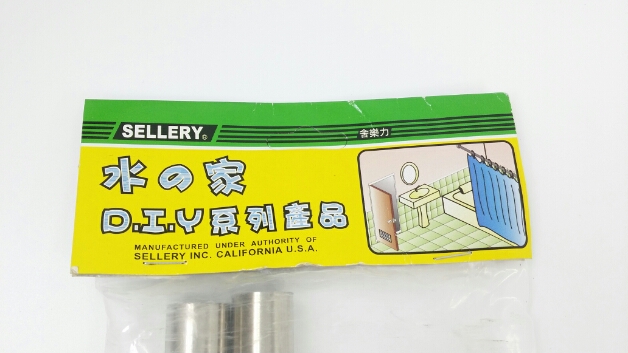 SELLERY®
舍樂力
水の家
D.I.Y系列產品
MANUFACTURED UNDER AUTHORITY OF
SELLERY INC. CALIFORNIA U.S.A.